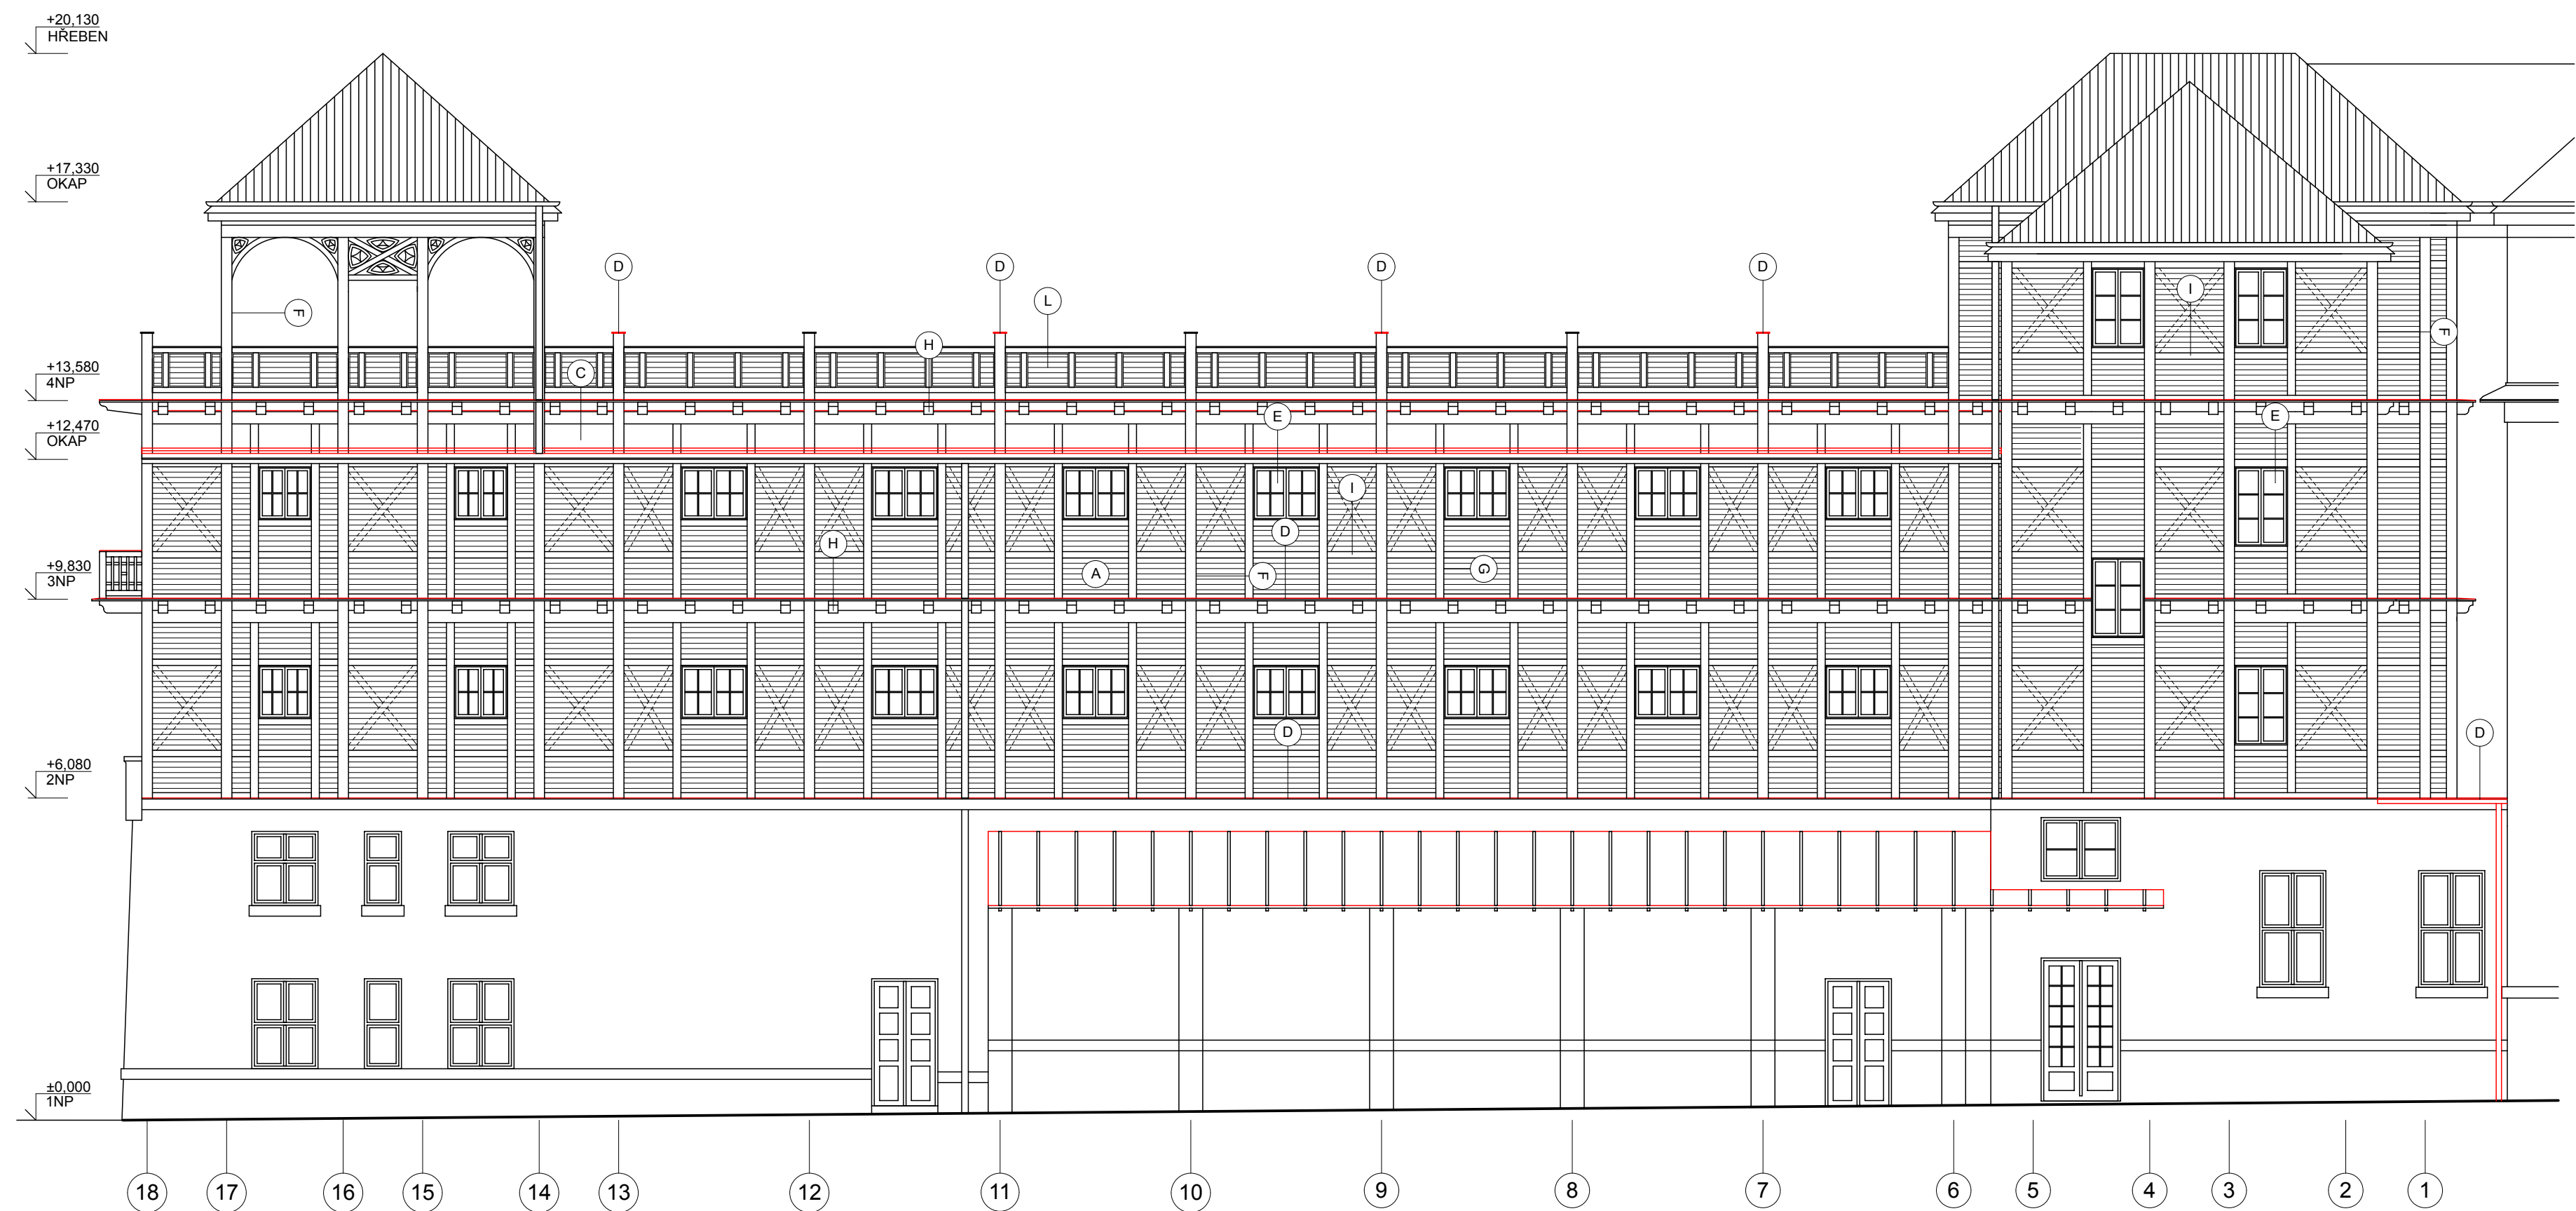 +20,130
HŘEBEN
+17,330
OKAP
D
D
D
D
I
L
F
F
H
+13,580
4NP
C
E
E
+12,470
OKAP
I
D
H
+9,830
3NP
A
F
G
D
D
+6,080
2NP
±0,000
1NP
18
17
16
15
14
13
12
11
10
9
8
7
6
5
4
3
2
1